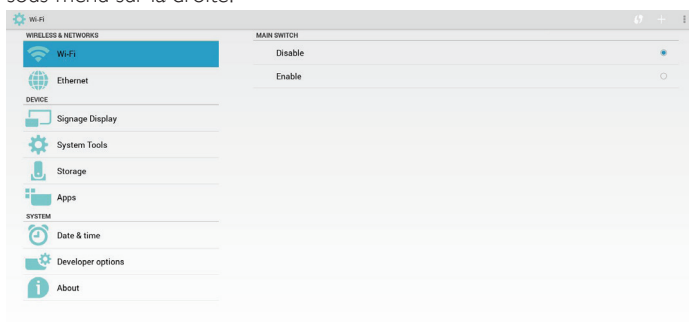 sous-menu sur la droite.
Wi-Fi
WIRELESS & NETWORKS
Wi-Fi
Ethernet
DEVICE
Signage Display
System Tools
Storage
Apps
SYSTEM
Date & time
Developer options
About
MAIN SWITCH
Disable
Enable